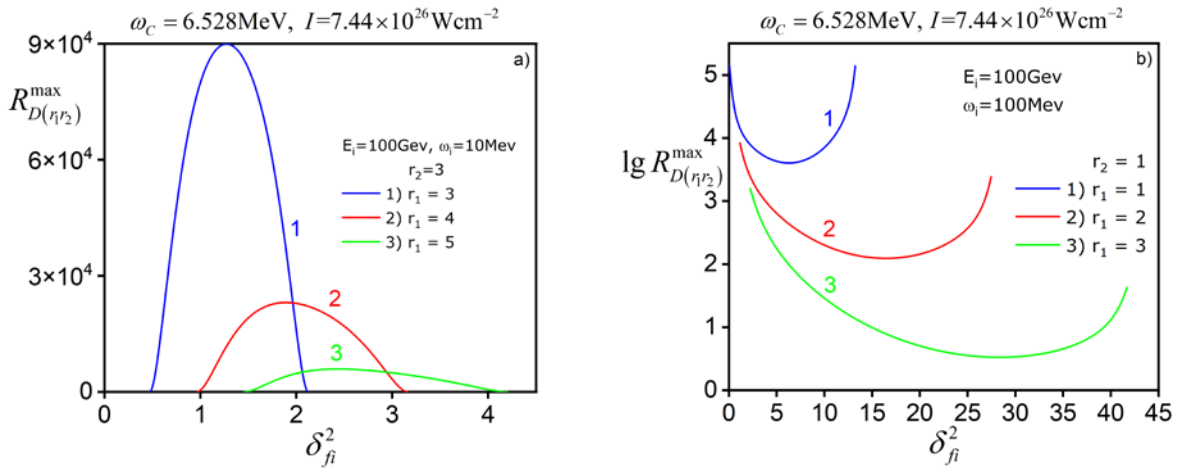 ω_C = 6.528MeV, I=7.44×10^26 Wcm^−2
a)
9×10^4
6×10^4
3×10^4
0
R^max_D(r_1r_2)
E_i=100Gev, ω_i=10Mev
r_2=3
1) r_1 = 3
2) r_1 = 4
3) r_1 = 5
1
2
3
0 1 2 3 4
δ^2_fi
ω_C = 6.528MeV, I=7.44×10^26 Wcm^−2
b)
5
4
3
2
1
0
lg R^max_D(r_1r_2)
E_i=100Gev
ω_i=100Mev
r_2 = 1
1) r_1 = 1
2) r_1 = 2
3) r_1 = 3
1
2
3
0 5 10 15 20 25 30 35 40 45
δ^2_fi